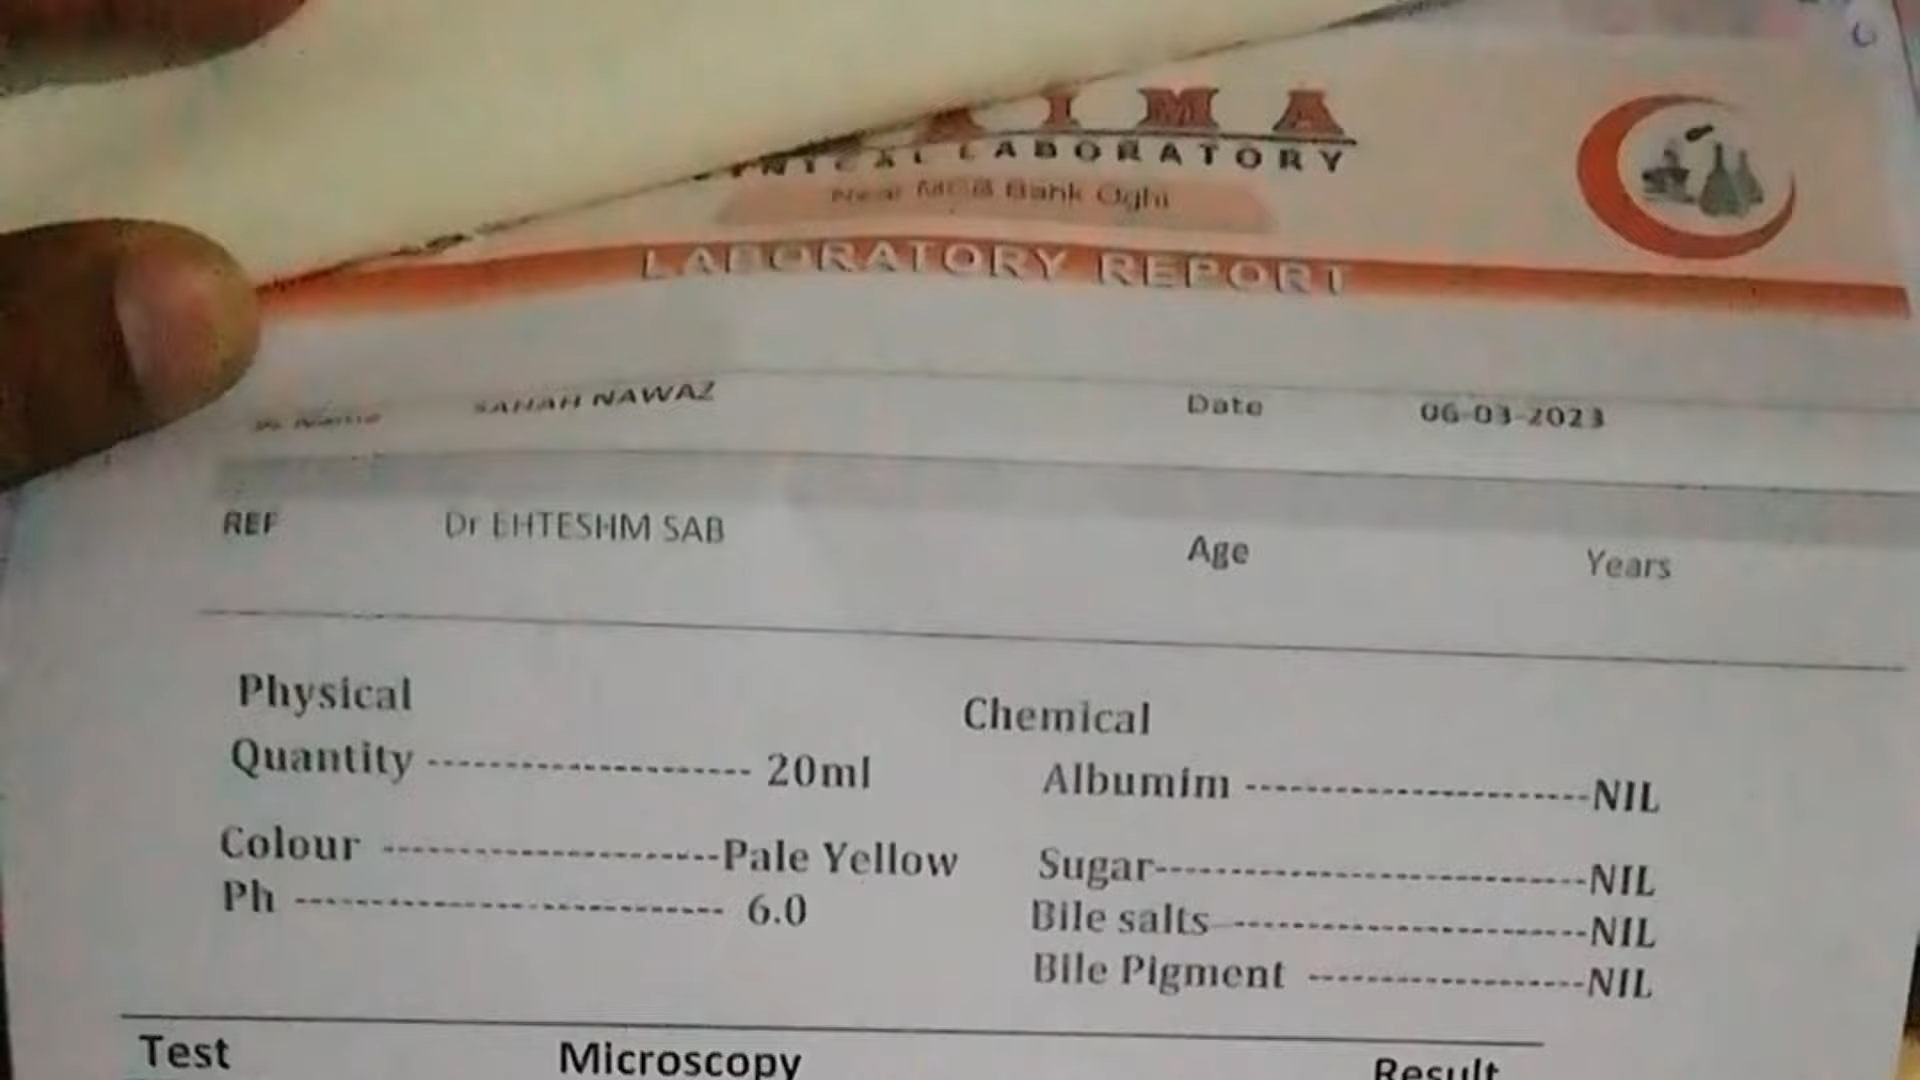 LABORATORY
Near MCB Bank Oghi
LABORATORY REPORT
Name SAHAH NAWAZ Date 06-03-2023
REF Dr EHTESHM SAB Age Years
Physical Chemical
Quantity -------------------- 20ml Albumim ----------------------NIL
Colour ---------------------Pale Yellow Sugar----------------------------NIL
Ph --------------------------- 6.0 Bile salts-----------------------NIL
Bile Pigment ------------------NIL
Test Microscopy Result